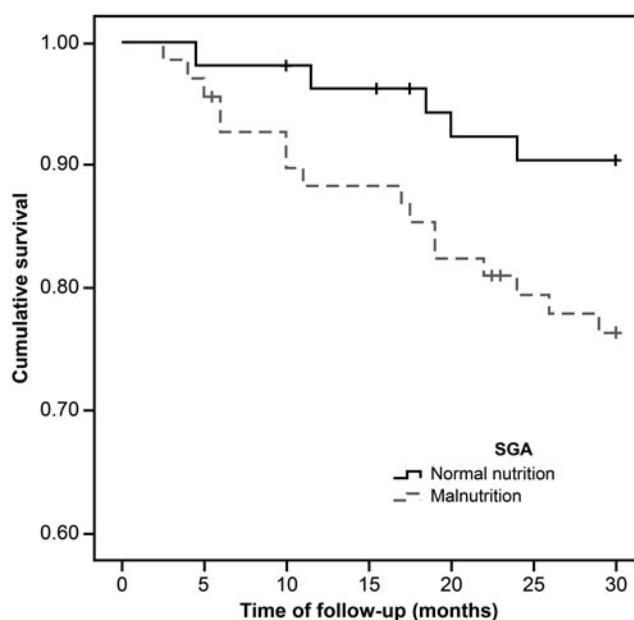 Cumulative survival
1.00
0.90
0.80
0.70
0.60
SGA
Normal nutrition
Malnutrition
0 5 10 15 20 25 30
Time of follow-up (months)